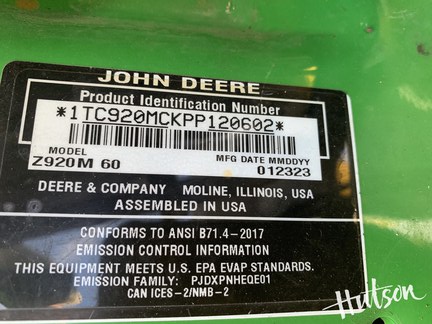 JOHN DEERE
Product Identification Number
*1TC920MCKPP120602*
MODEL MFG DATE MMDDYY
Z920M 60 012323
DEERE & COMPANY MOLINE, ILLINOIS, USA
ASSEMBLED IN USA
CONFORMS TO ANSI B71.4-2017
EMISSION CONTROL INFORMATION
THIS EQUIPMENT MEETS U.S. EPA EVAP STANDARDS.
EMISSION FAMILY: PJDXPNHEQE01
CAN ICES-2/NMB-2
Hutson